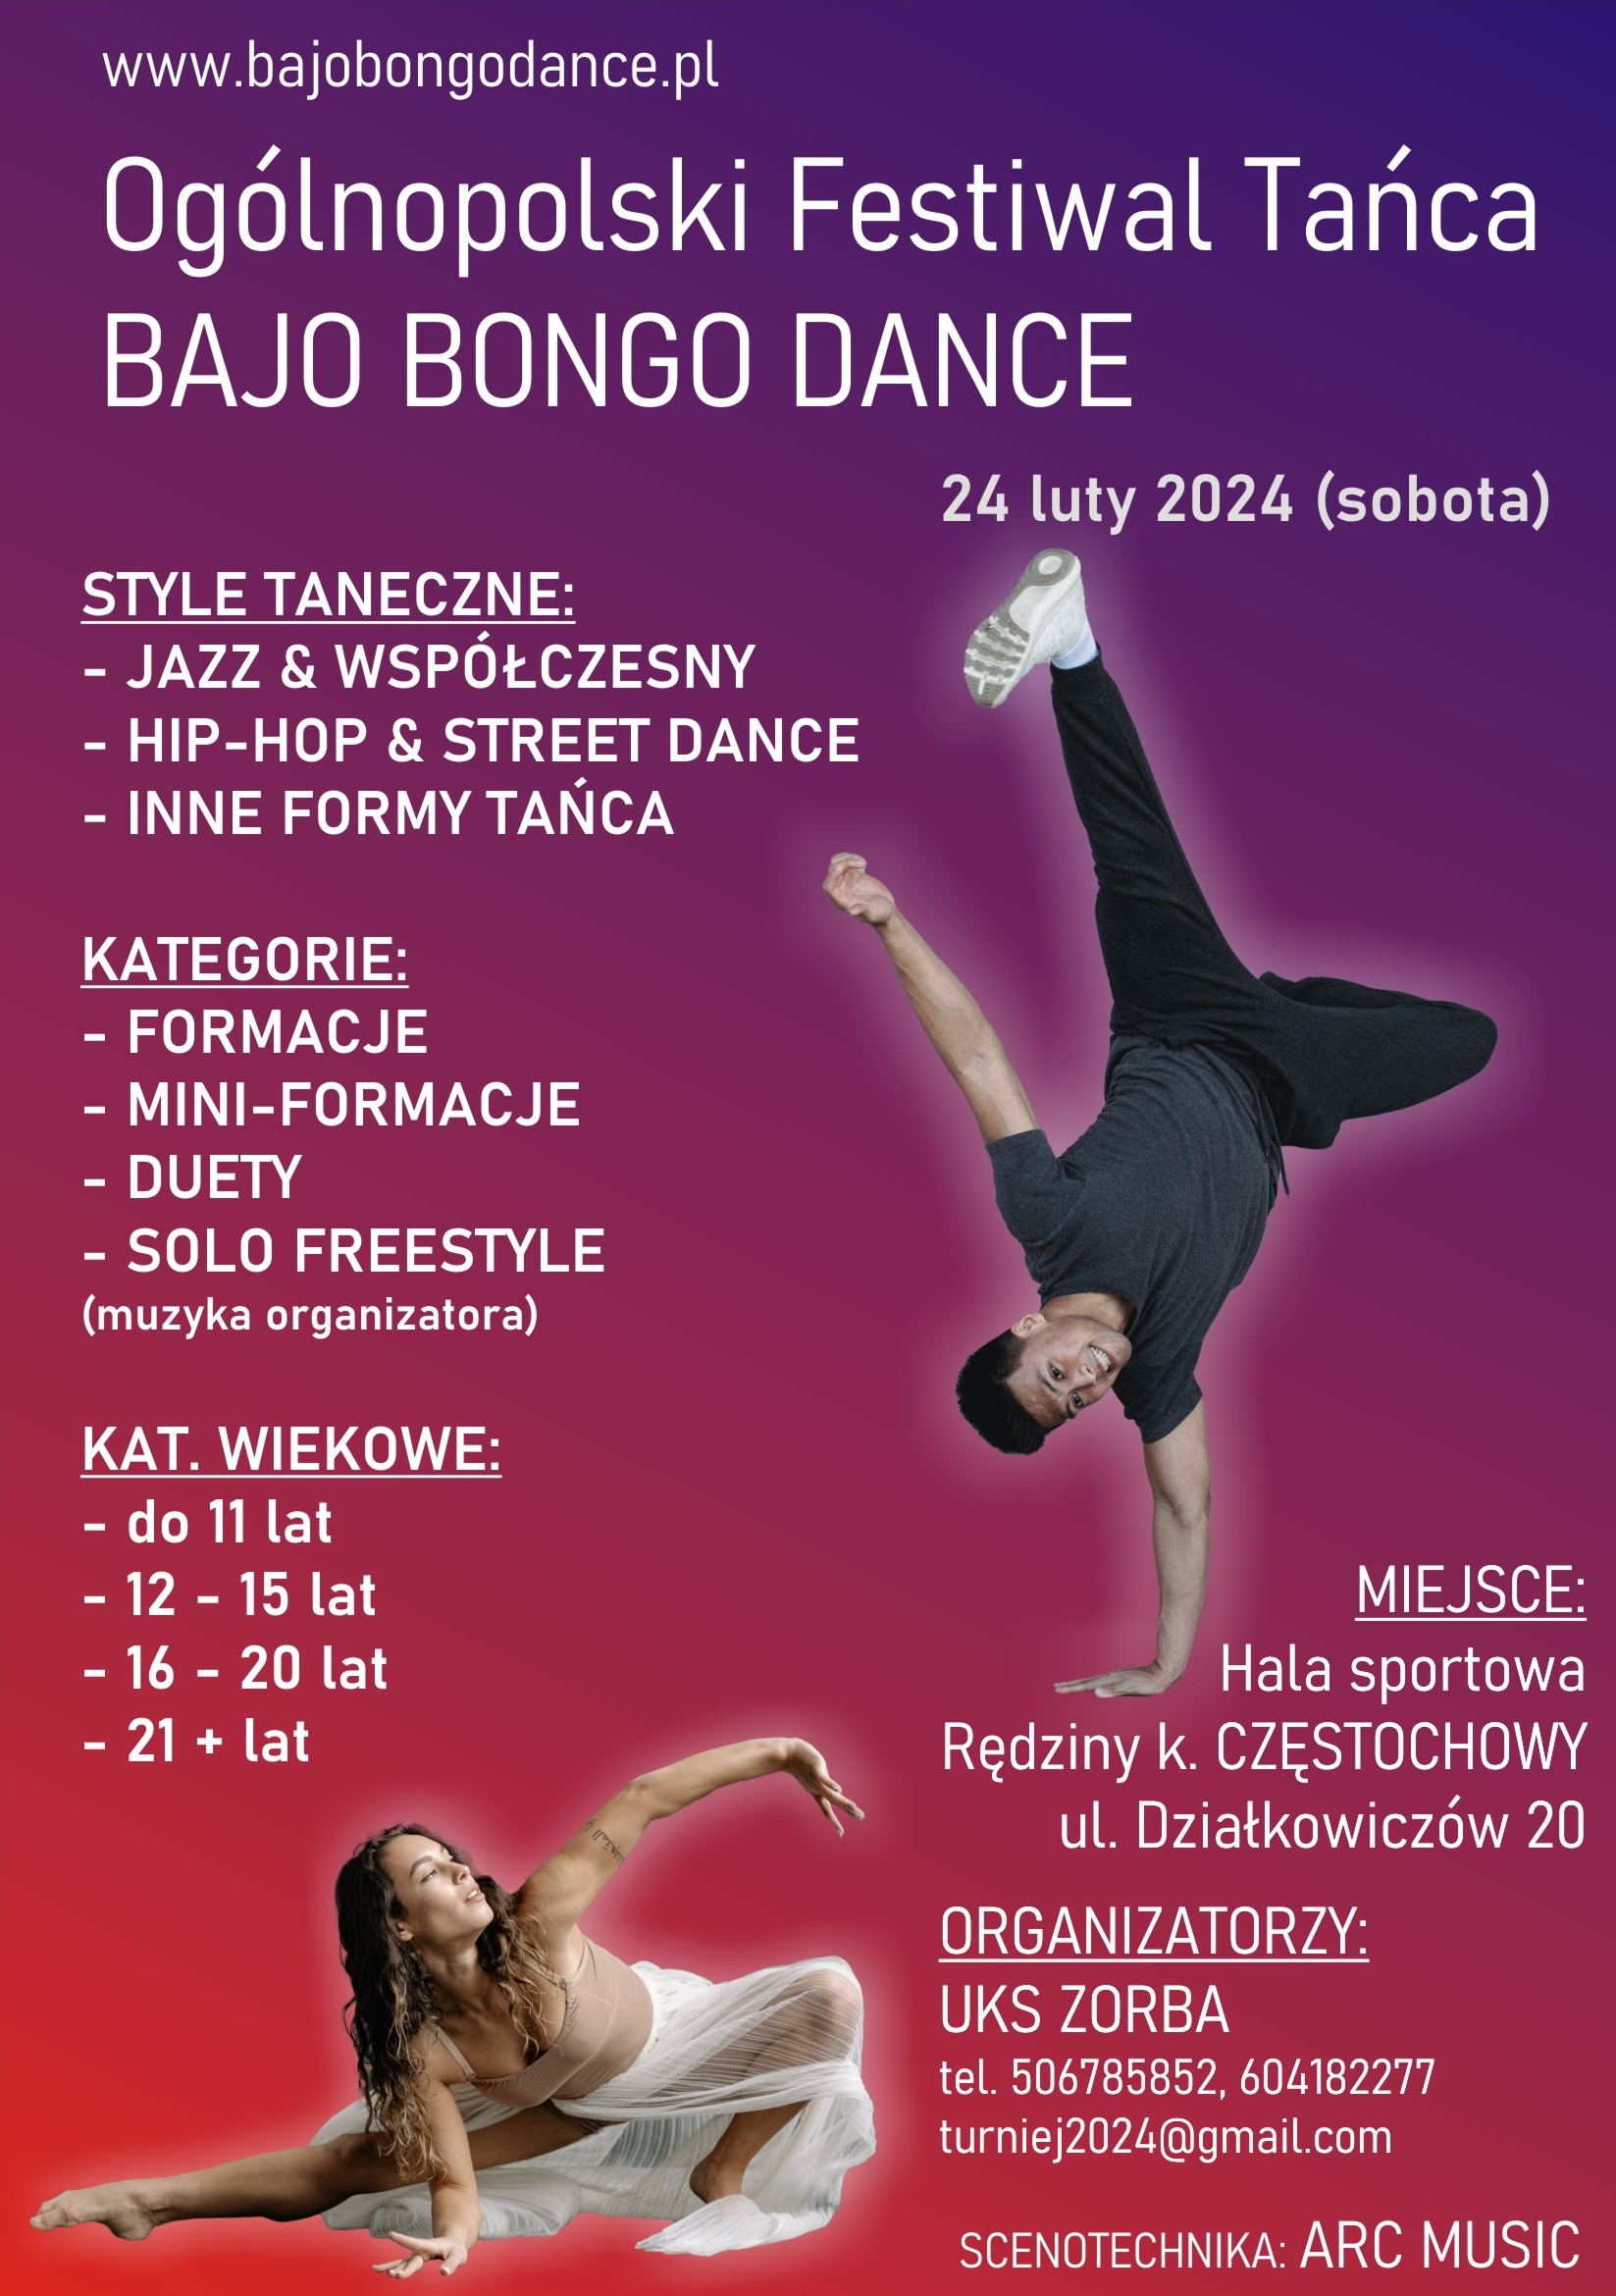 www.bajobongodance.pl
Ogólnopolski Festiwal Tańca
BAJO BONGO DANCE
24 luty 2024 (sobota)
STYLE TANECZNE:
- JAZZ & WSPÓŁCZESNY
- HIP-HOP & STREET DANCE
- INNE FORMY TAŃCA
KATEGORIE:
- FORMACJE
- MINI-FORMACJE
- DUETY
- SOLO FREESTYLE
(muzyka organizatora)
KAT. WIEKOWE:
- do 11 lat
- 12 - 15 lat
- 16 - 20 lat
- 21 + lat
MIEJSCE:
Hala sportowa
Rędziny k. CZĘSTOCHOWY
ul. Działkowiczów 20
ORGANIZATORZY:
UKS ZORBA
tel. 506785852, 604182277
turniej2024@gmail.com
SCENOTECHNIKA: ARC MUSIC